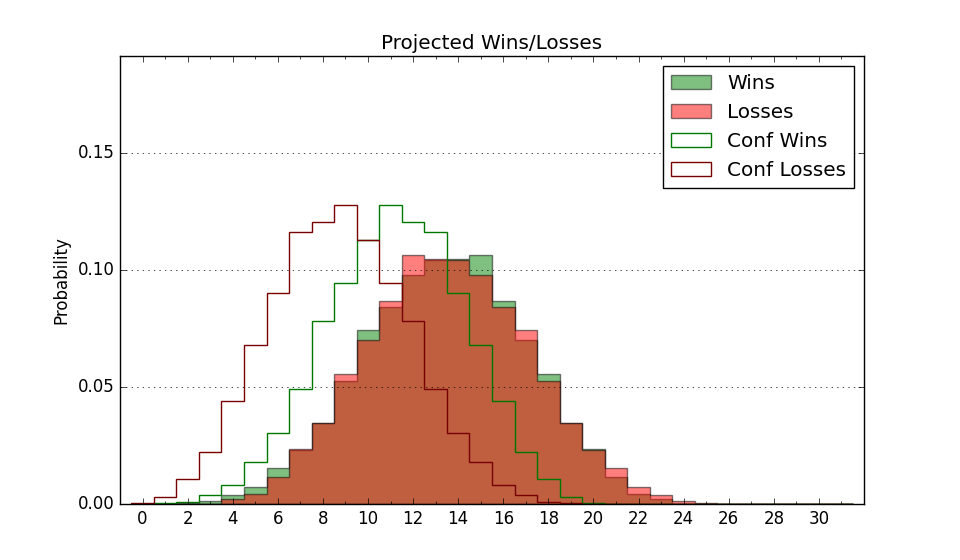 Projected Wins/Losses
Wins
Losses
Conf Wins
Conf Losses
Probability
0.15
0.10
0.05
0.00
0 2 4 6 8 10 12 14 16 18 20 22 24 26 28 30